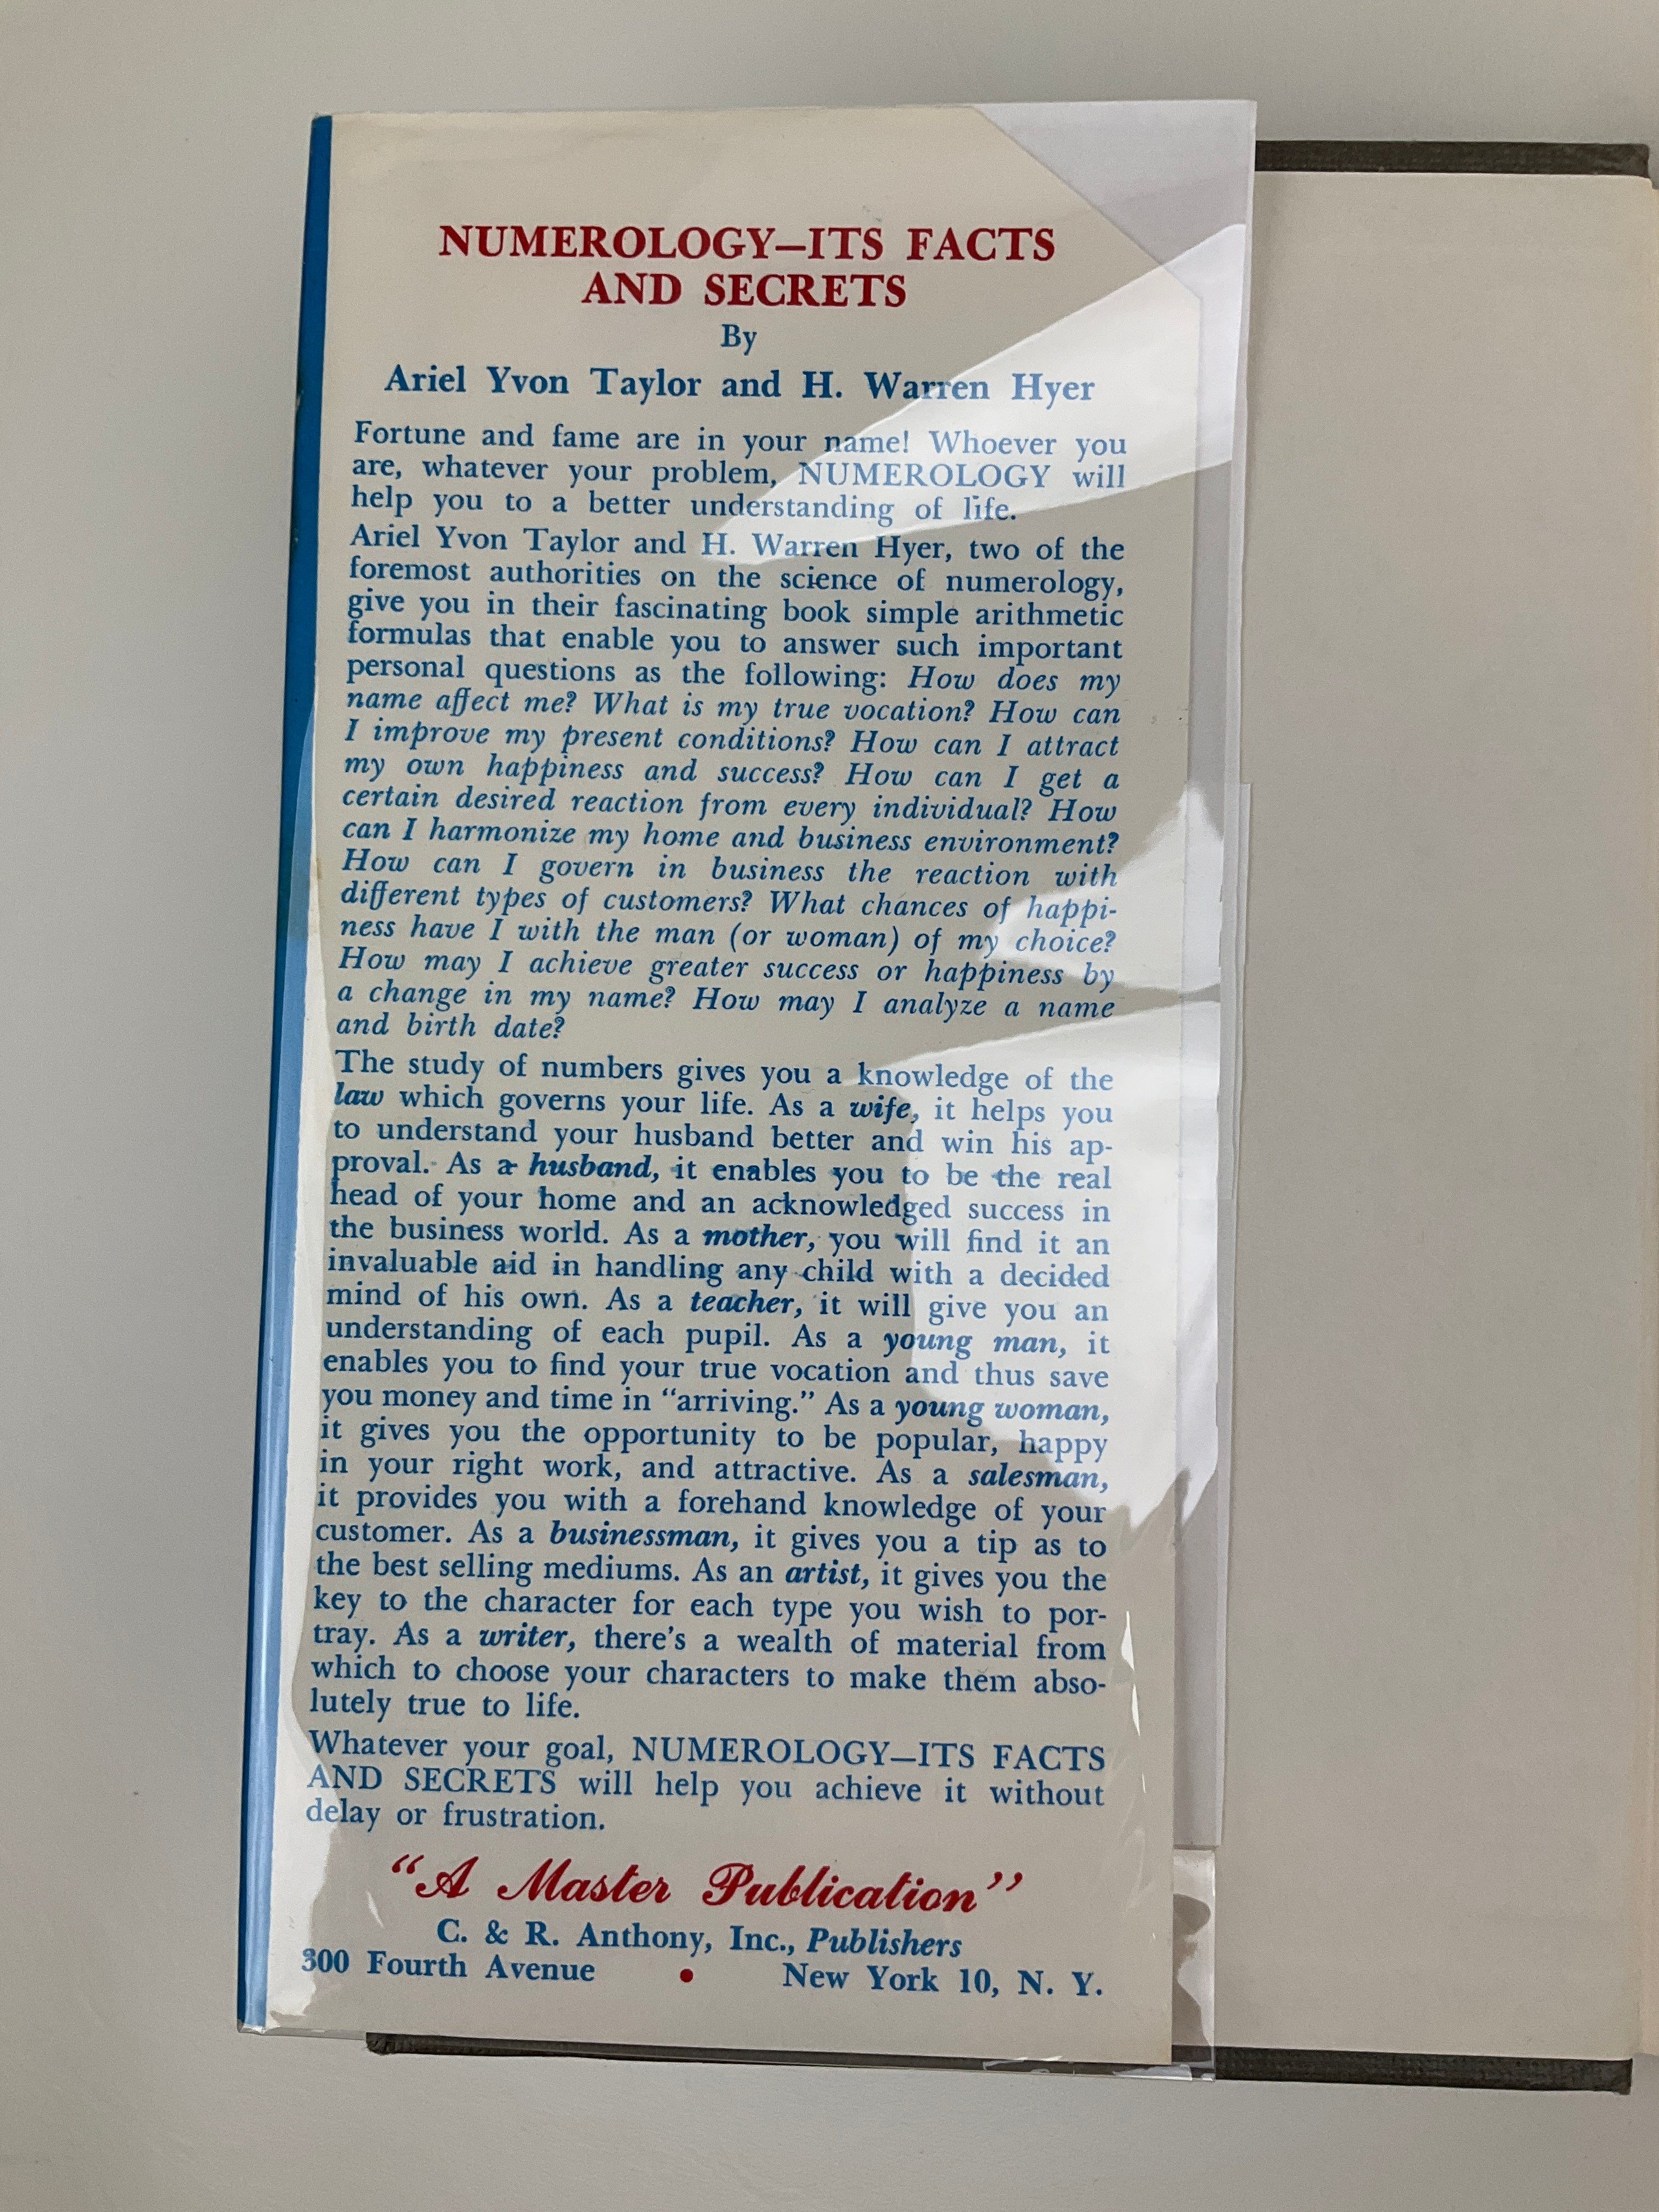 NUMEROLOGY—ITS FACTS
AND SECRETS
By
Ariel Yvon Taylor and H. Warren Hyer
Fortune and fame are in your name! Whoever you
are, whatever your problem, NUMEROLOGY will
help you to a better understanding of life.
Ariel Yvon Taylor and H. Warren Hyer, two of the
foremost authorities on the science of numerology,
give you in their fascinating book simple arithmetic
formulas that enable you to answer such important
personal questions as the following: How does my
name affect me? What is my true vocation? How can
I improve my present conditions? How can I attract
my own happiness and success? How can I get a
certain desired reaction from every individual? How
can I harmonize my home and business environment?
How can I govern in business the reaction with
different types of customers? What chances of happi-
ness have I with the man (or woman) of my choice?
How may I achieve greater success or happiness by
a change in my name? How may I analyze a name
and birth date?
The study of numbers gives you a knowledge of the
law which governs your life. As a wife, it helps you
to understand your husband better and win his ap-
proval. As a husband, it enables you to be the real
head of your home and an acknowledged success in
the business world. As a mother, you will find it an
invaluable aid in handling any child with a decided
mind of his own. As a teacher, it will give you an
understanding of each pupil. As a young man, it
enables you to find your true vocation and thus save
you money and time in “arriving.” As a young woman,
it gives you the opportunity to be popular, happy
in your right work, and attractive. As a salesman,
it provides you with a forehand knowledge of your
customer. As a businessman, it gives you a tip as to
the best selling mediums. As an artist, it gives you the
key to the character for each type you wish to por-
tray. As a writer, there's a wealth of material from
which to choose your characters to make them abso-
lutely true to life.
Whatever your goal, NUMEROLOGY—ITS FACTS
AND SECRETS will help you achieve it without
delay or frustration.
“A Master Publication”
C. & R. Anthony, Inc., Publishers
300 Fourth Avenue • New York 10, N. Y.